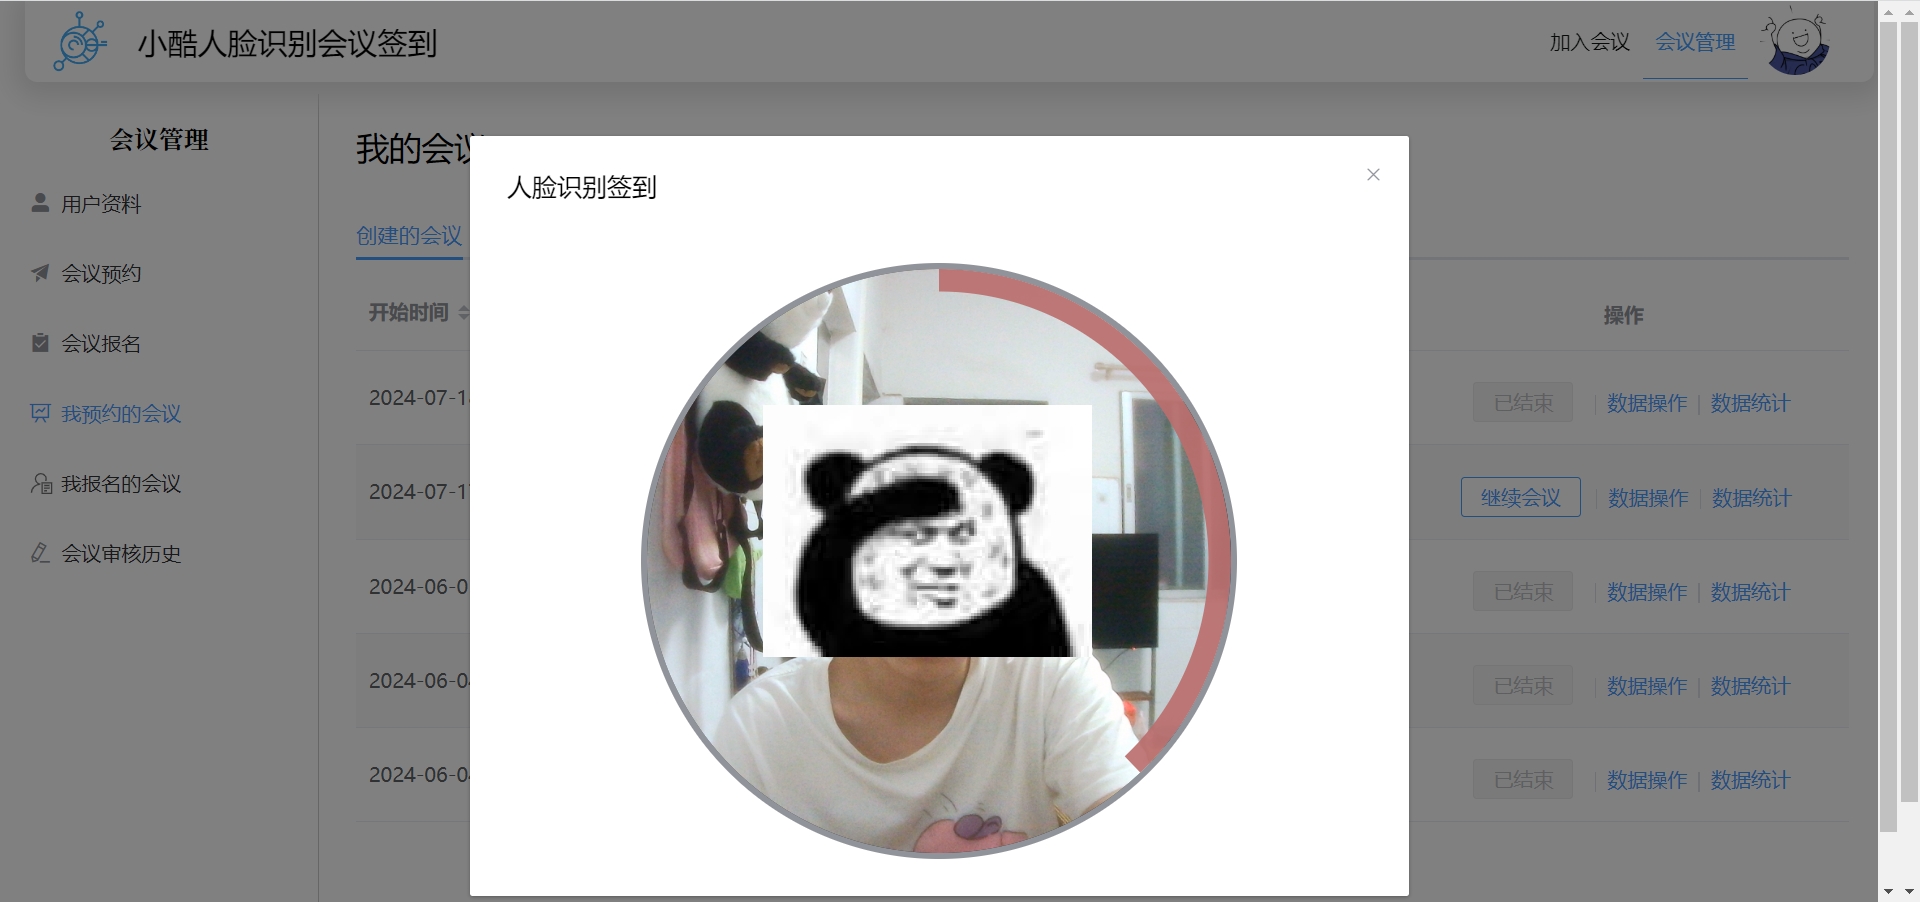 小酷人脸识别会议签到
加入会议
会议管理
会议管理
用户资料
会议预约
会议报名
我预约的会议
我报名的会议
会议审核历史
我的会议
创建的会议
人脸识别签到
开始时间
操作
2024-07-1
已结束 数据操作 数据统计
2024-07-17
继续会议 数据操作 数据统计
2024-06-0
已结束 数据操作 数据统计
2024-06-0
已结束 数据操作 数据统计
2024-06-0
已结束 数据操作 数据统计